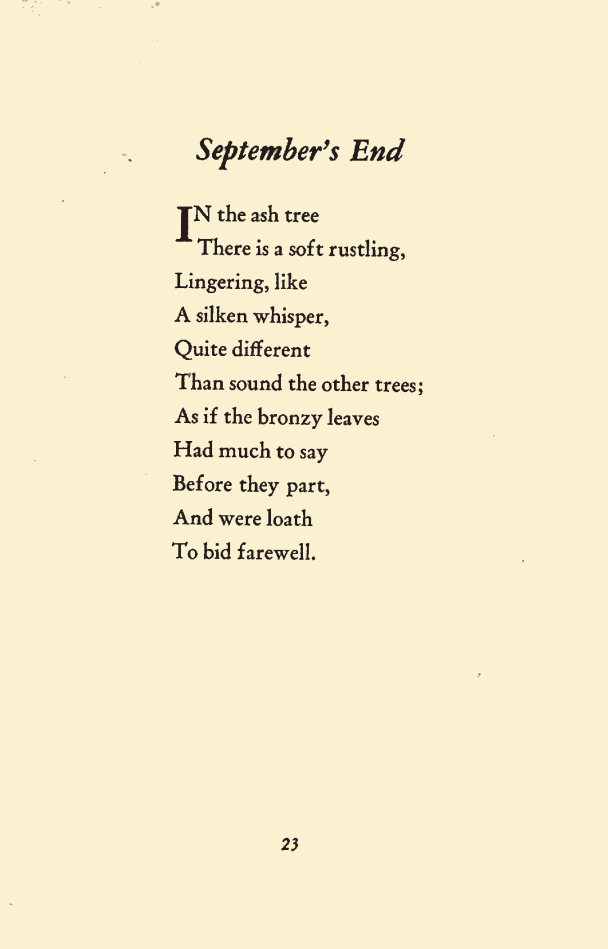 September's End
IN the ash tree
There is a soft rustling,
Lingering, like
A silken whisper,
Quite different
Than sound the other trees;
As if the bronzy leaves
Had much to say
Before they part,
And were loath
To bid farewell.
23